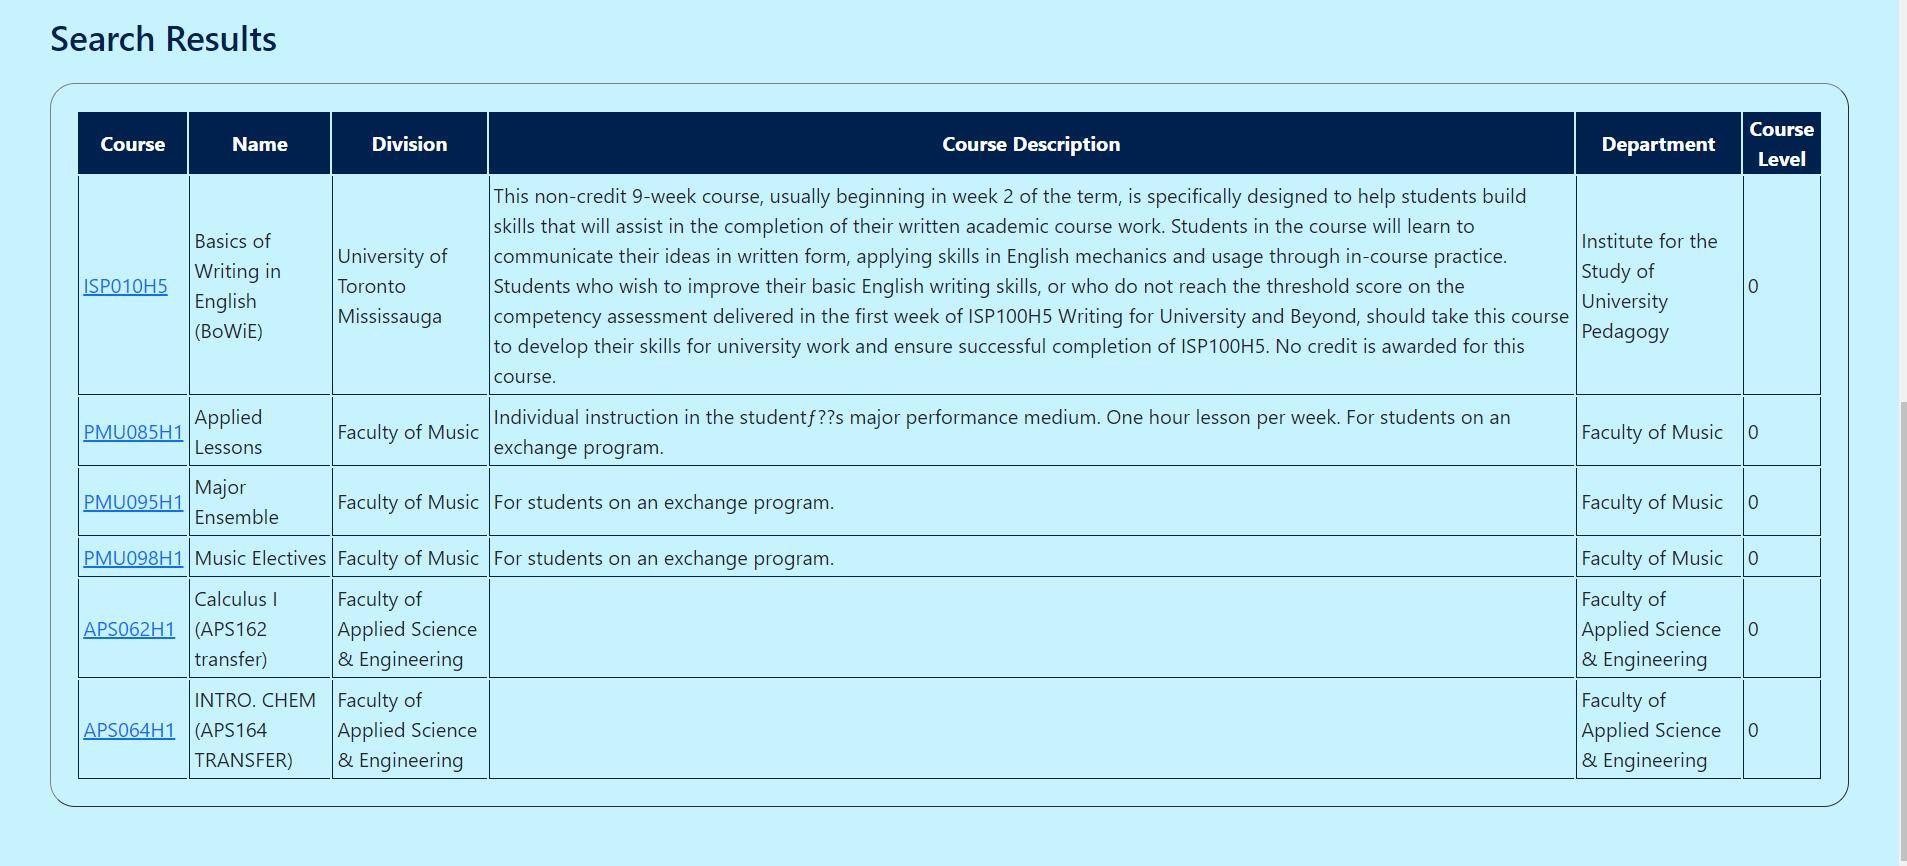 Search Results
Course
Name
Division
Course Description
Department
Course
Level
ISP010H5
Basics of
Writing in
English
(BoWiE)
University of
Toronto
Mississauga
This non-credit 9-week course, usually beginning in week 2 of the term, is specifically designed to help students build
skills that will assist in the completion of their written academic course work. Students in the course will learn to
communicate their ideas in written form, applying skills in English mechanics and usage through in-course practice.
Students who wish to improve their basic English writing skills, or who do not reach the threshold score on the
competency assessment delivered in the first week of ISP100H5 Writing for University and Beyond, should take this course
to develop their skills for university work and ensure successful completion of ISP100H5. No credit is awarded for this
course.
Institute for the
Study of
University
Pedagogy
0
PMU085H1
Applied
Lessons
Faculty of Music
Individual instruction in the studentƒ??s major performance medium. One hour lesson per week. For students on an
exchange program.
Faculty of Music
0
PMU095H1
Major
Ensemble
Faculty of Music
For students on an exchange program.
Faculty of Music
0
PMU098H1
Music Electives
Faculty of Music
For students on an exchange program.
Faculty of Music
0
APS062H1
Calculus I
(APS162
transfer)
Faculty of
Applied Science
& Engineering
Faculty of
Applied Science
& Engineering
0
APS064H1
INTRO. CHEM
(APS164
TRANSFER)
Faculty of
Applied Science
& Engineering
Faculty of
Applied Science
& Engineering
0